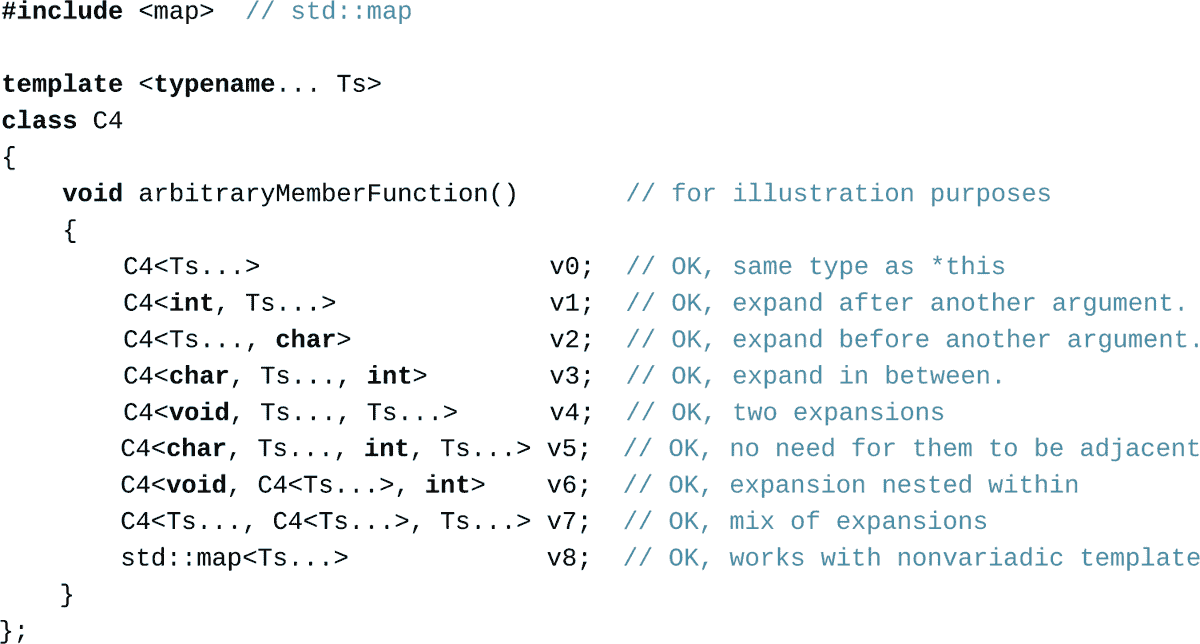 #include <map>  // std::map

template <typename... Ts>
class C4
{
    void arbitraryMemberFunction()       // for illustration purposes
    {
        C4<Ts...>                   v0;  // OK, same type as *this
        C4<int, Ts...>              v1;  // OK, expand after another argument.
        C4<Ts..., char>             v2;  // OK, expand before another argument.
        C4<char, Ts..., int>        v3;  // OK, expand in between.
        C4<void, Ts..., Ts...>      v4;  // OK, two expansions
        C4<char, Ts..., int, Ts...> v5;  // OK, no need for them to be adjacent
        C4<void, C4<Ts...>, int>    v6;  // OK, expansion nested within
        C4<Ts..., C4<Ts...>, Ts...> v7;  // OK, mix of expansions
        std::map<Ts...>             v8;  // OK, works with nonvariadic template
    }
};